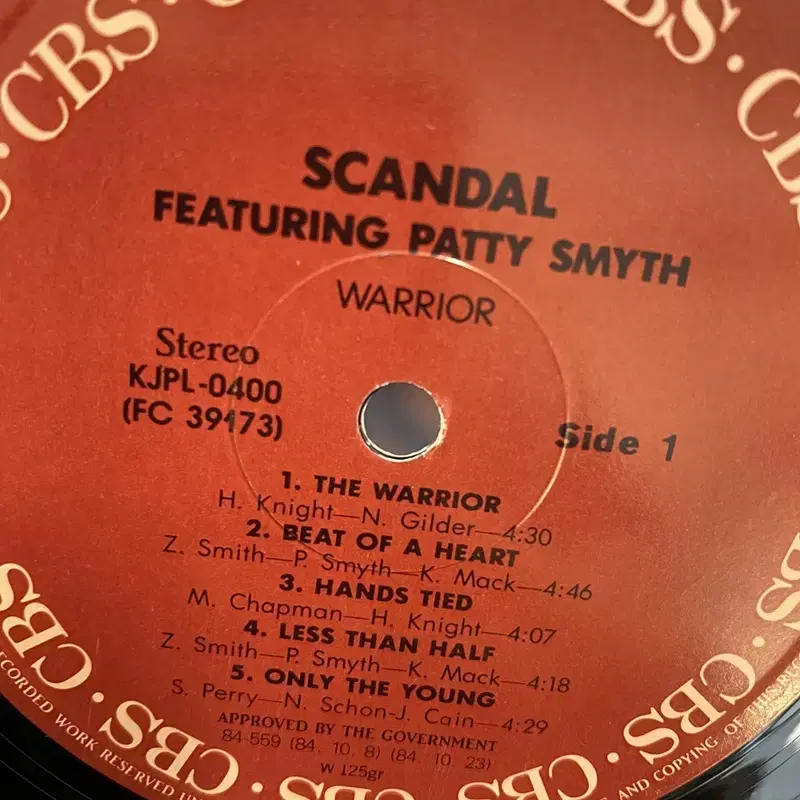 · CBS ·
CBS ·
SCANDAL
FEATURING PATTY SMYTH
WARRIOR
Stereo
KJPL-0400
(FC 39173)
Side 1
1. THE WARRIOR
H. Knight—N. Gilder—4:30
2. BEAT OF A HEART
Z. Smith—P. Smyth—K. Mack—4:46
3. HANDS TIED
M. Chapman—H. Knight—4:07
4. LESS THAN HALF
Z. Smith—P. Smyth—K. Mack—4:18
5. ONLY THE YOUNG
S. Perry—N. Schon-J. Cain—4:29
APPROVED BY THE GOVERNMENT
84-559 (84. 10. 8) (84. 10. 23)
W 125gr
CBS · CBS · CBS · CBS · CBS
RECORDED WORK RESERVED
AND COPYING OF